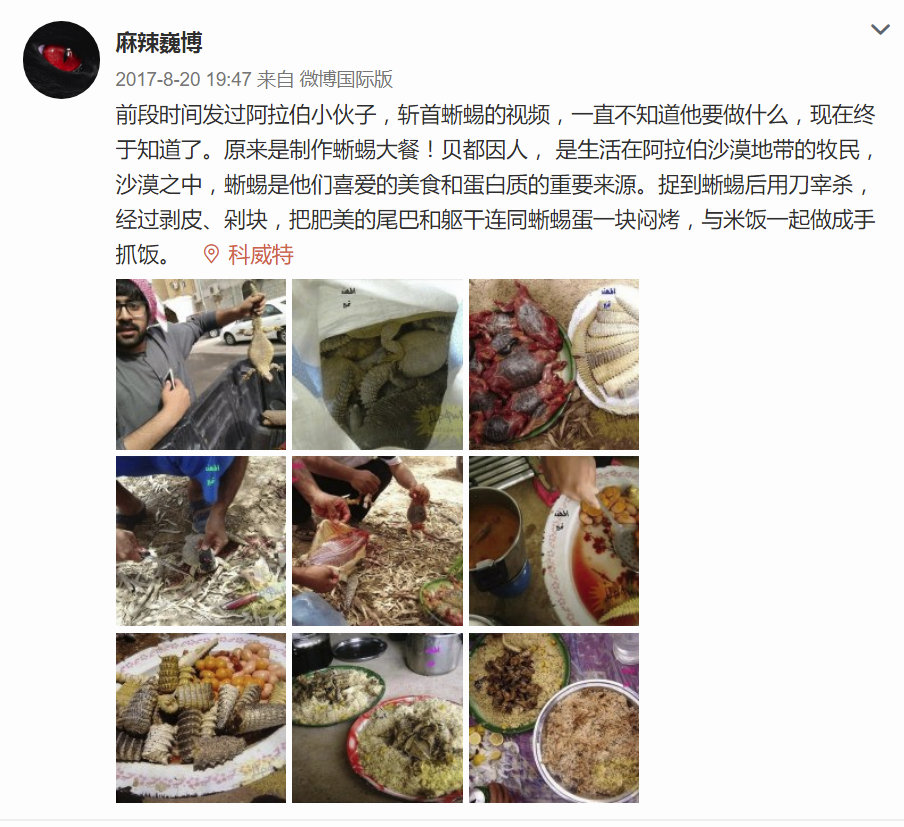 麻辣巍博
2017-8-20 19:47 来自 微博国际版
前段时间发过阿拉伯小伙子，斩首蜥蜴的视频，一直不知道他要做什么，现在终
于知道了。原来是制作蜥蜴大餐！贝都因人， 是生活在阿拉伯沙漠地带的牧民，
沙漠之中，蜥蜴是他们喜爱的美食和蛋白质的重要来源。捉到蜥蜴后用刀宰杀，
经过剥皮、剁块，把肥美的尾巴和躯干连同蜥蜴蛋一块闷烤，与米饭一起做成手
抓饭。 科威特